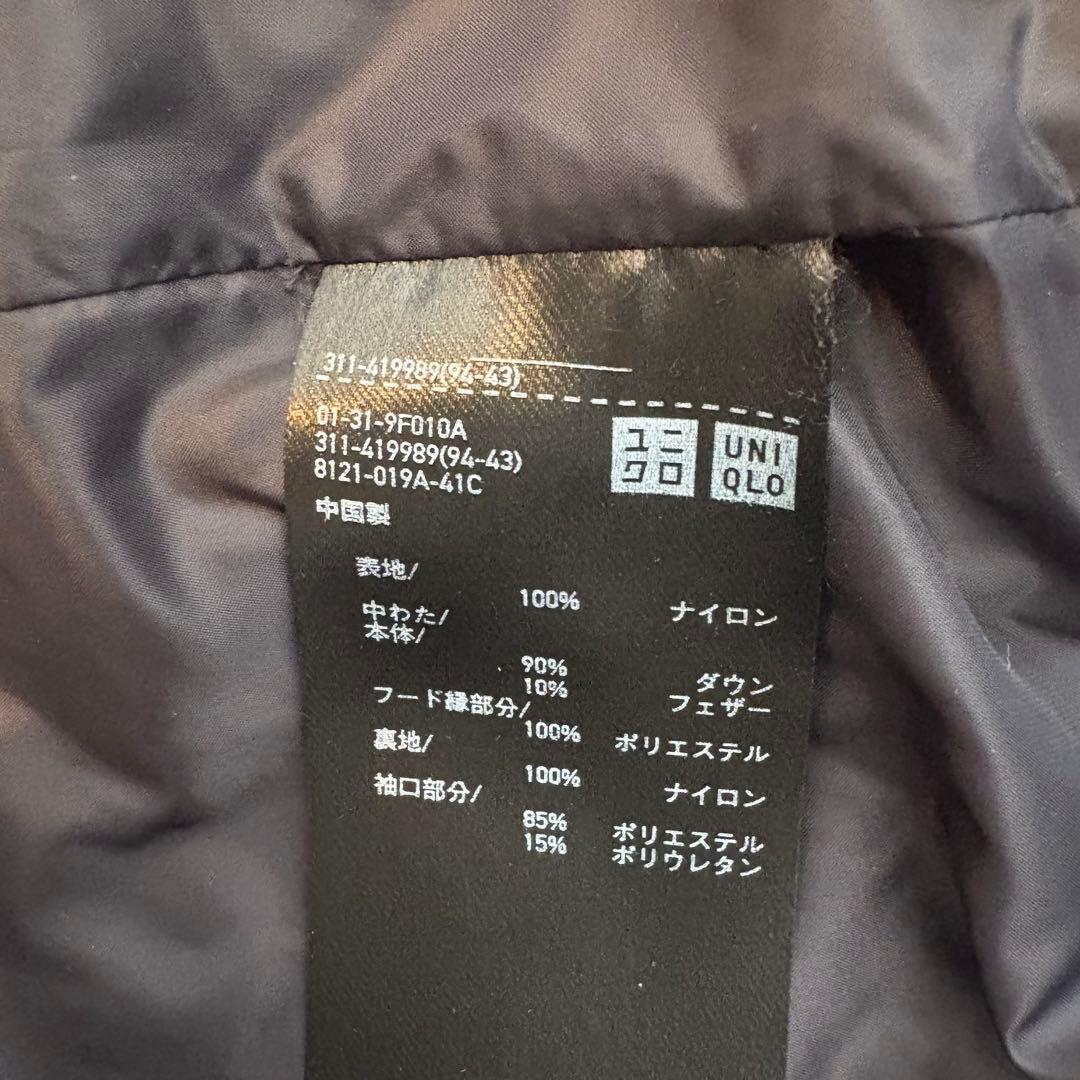 311-419989(94-43)
01-31-9F010A
311-419989(94-43)
8121-019A-41C
ユニ
クロ
UNI
QLO
中国製
表地/
100% ナイロン
中わた/
本体/
90% ダウン
10% フェザー
フード縁部分/
100% ポリエステル
裏地/
100% ナイロン
袖口部分/
85% ポリエステル
15% ポリウレタン